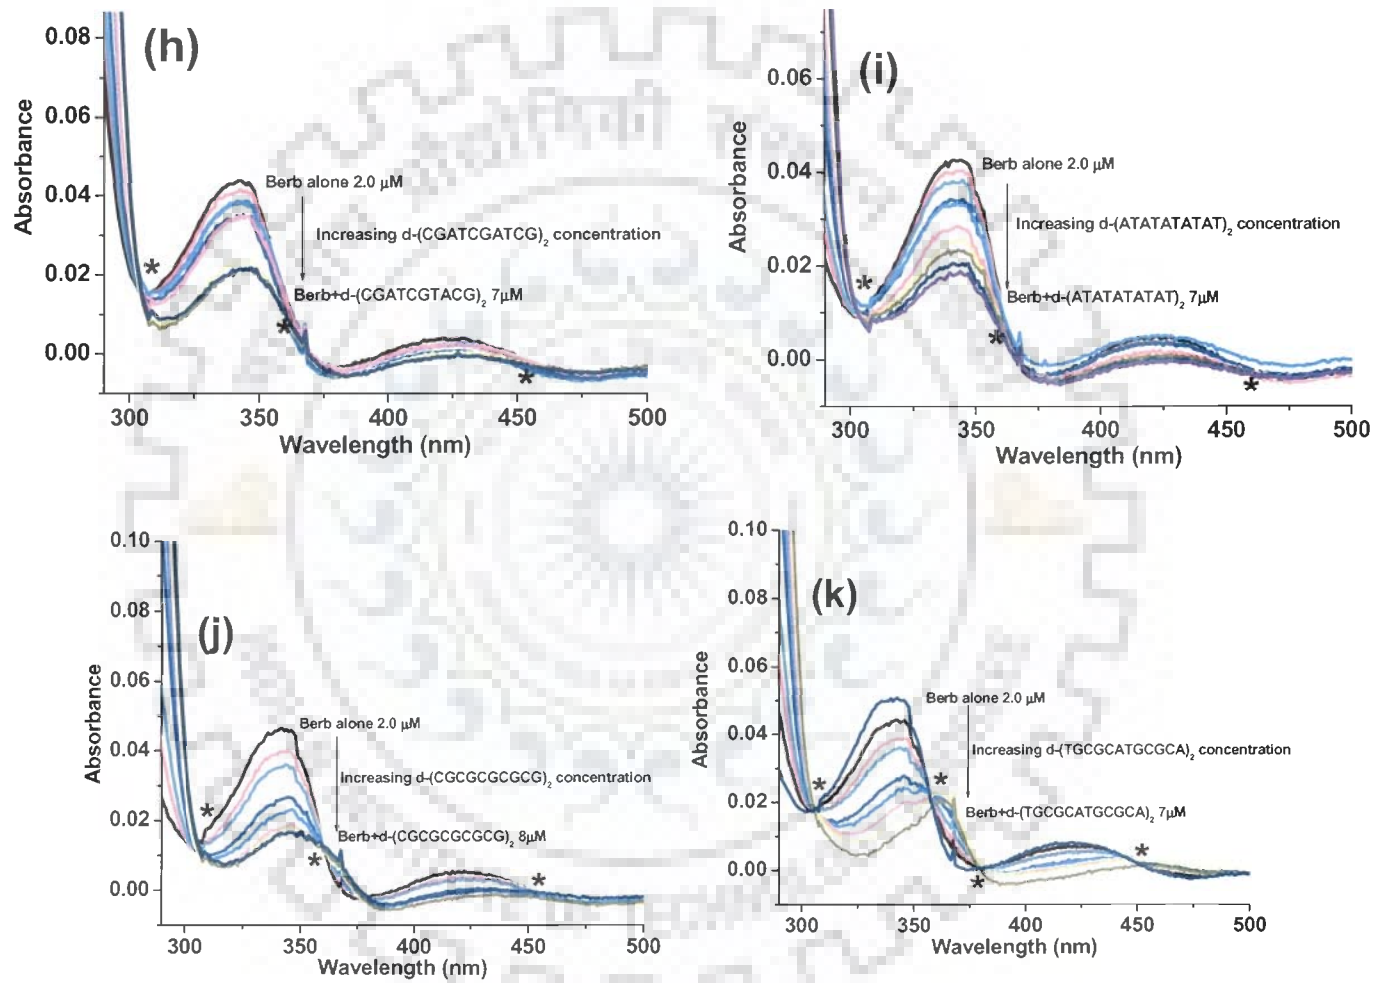 (h)
0.08
0.06
0.04
0.02
0.00
Absorbance
Berb alone 2.0 µM
Increasing d-(CGATCGATCG)2 concentration
Berb+d-(CGATCGTACG)2 7µM
*
*
*
300 350 400 450 500
Wavelength (nm)
(i)
0.06
0.04
0.02
0.00
Absorbance
Berb alone 2.0 µM
Increasing d-(ATATATATAT)2 concentration
Berb+d-(ATATATATAT)2 7µM
*
*
*
300 350 400 450 500
Wavelength (nm)
(j)
0.10
0.08
0.06
0.04
0.02
0.00
Absorbance
Berb alone 2.0 µM
Increasing d-(CGCGCGCGCG)2 concentration
Berb+d-(CGCGCGCGCG)2 8µM
*
*
*
300 350 400 450 500
Wavelength (nm)
(k)
0.10
0.08
0.06
0.04
0.02
0.00
Absorbance
Berb alone 2.0 µM
Increasing d-(TGCGCATGCGCA)2 concentration
Berb+d-(TGCGCATGCGCA)2 7µM
*
*
*
*
300 350 400 450 500
Wavelength (nm)